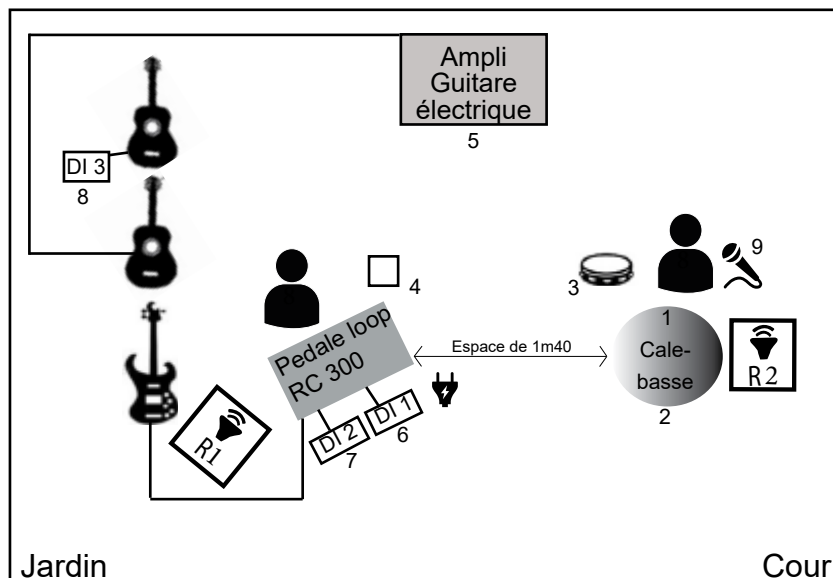 Ampli
Guitare
électrique
5
DI 3
8
9
3
4
Pedale loop
RC 300
Espace de 1m40
1
Cale-
basse
2
R2
R1
DI 2
DI 1
7
6
Jardin
Cour